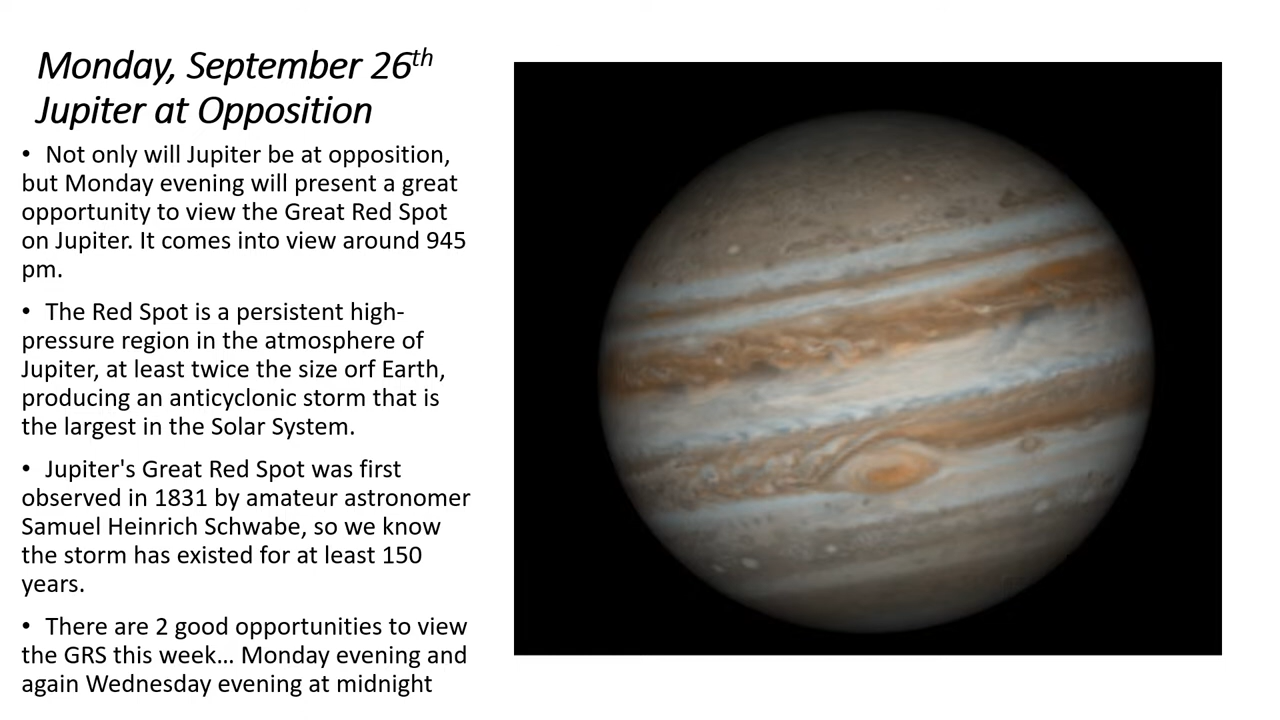 Monday, September 26th
Jupiter at Opposition
• Not only will Jupiter be at opposition,
but Monday evening will present a great
opportunity to view the Great Red Spot
on Jupiter. It comes into view around 945
pm.
• The Red Spot is a persistent high-
pressure region in the atmosphere of
Jupiter, at least twice the size orf Earth,
producing an anticyclonic storm that is
the largest in the Solar System.
• Jupiter's Great Red Spot was first
observed in 1831 by amateur astronomer
Samuel Heinrich Schwabe, so we know
the storm has existed for at least 150
years.
• There are 2 good opportunities to view
the GRS this week… Monday evening and
again Wednesday evening at midnight